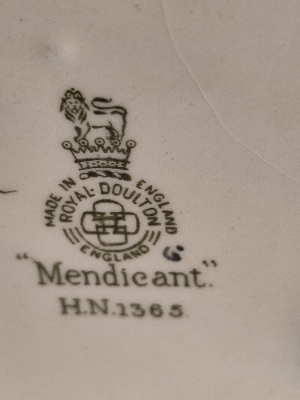 MADE IN ENGLAND
ROYAL·DOULTON
ENGLAND
"Mendicant."
H.N.1365.